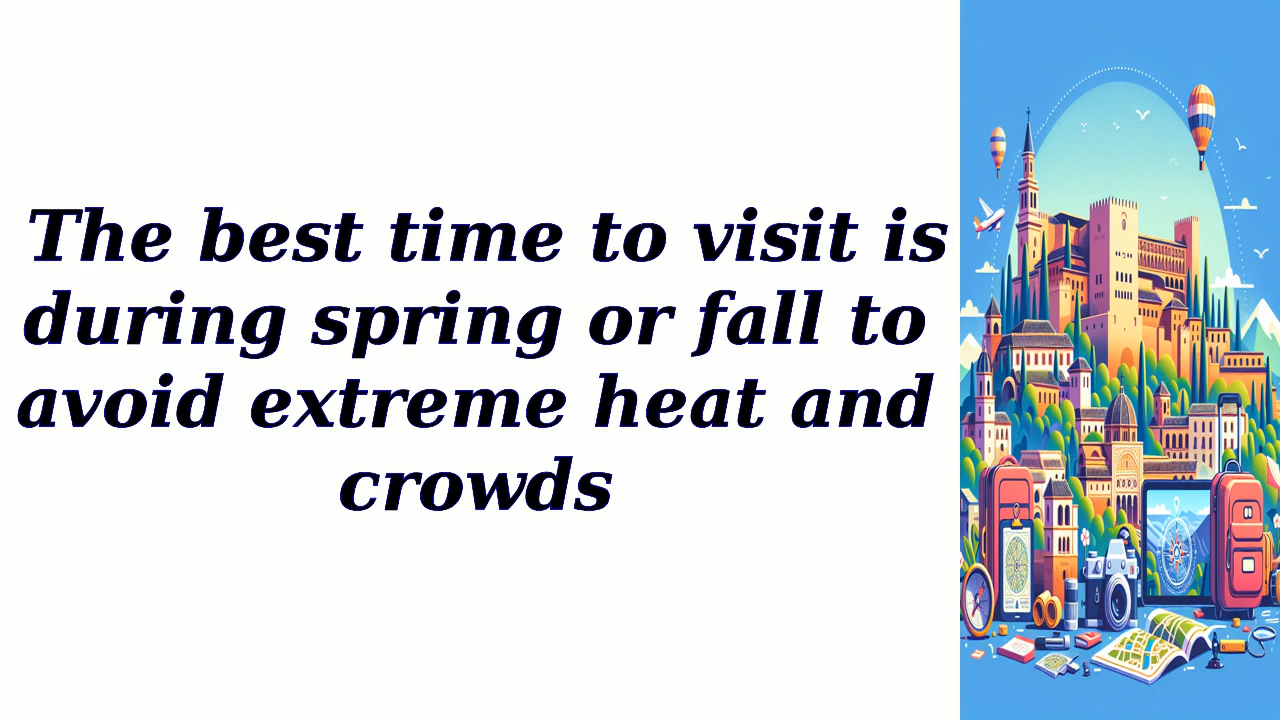 The best time to visit is
during spring or fall to
avoid extreme heat and
crowds